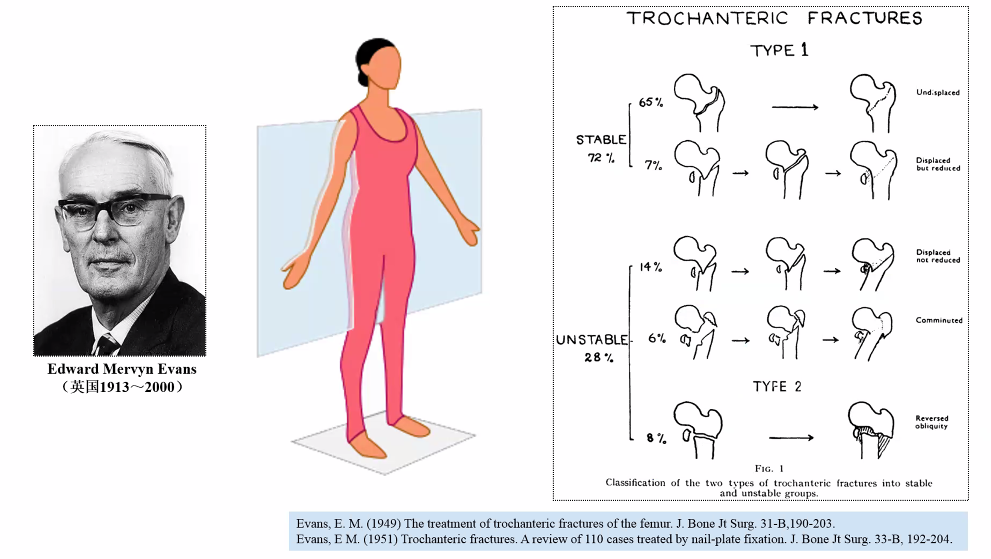 Edward Mervyn Evans
（英国1913～2000）
TROCHANTERIC FRACTURES
TYPE 1
STABLE
72 %
65%
Undisplaced
7%
Displaced
but reduced
UNSTABLE
28 %
14%
Displaced
not reduced
6%
Comminuted
TYPE 2
8 %
Reversed
obliquity
FIG. 1
Classification of the two types of trochanteric fractures into stable
and unstable groups.
Evans, E. M. (1949) The treatment of trochanteric fractures of the femur. J. Bone Jt Surg. 31-B,190-203.
Evans, E M. (1951) Trochanteric fractures. A review of 110 cases treated by nail-plate fixation. J. Bone Jt Surg. 33-B, 192-204.